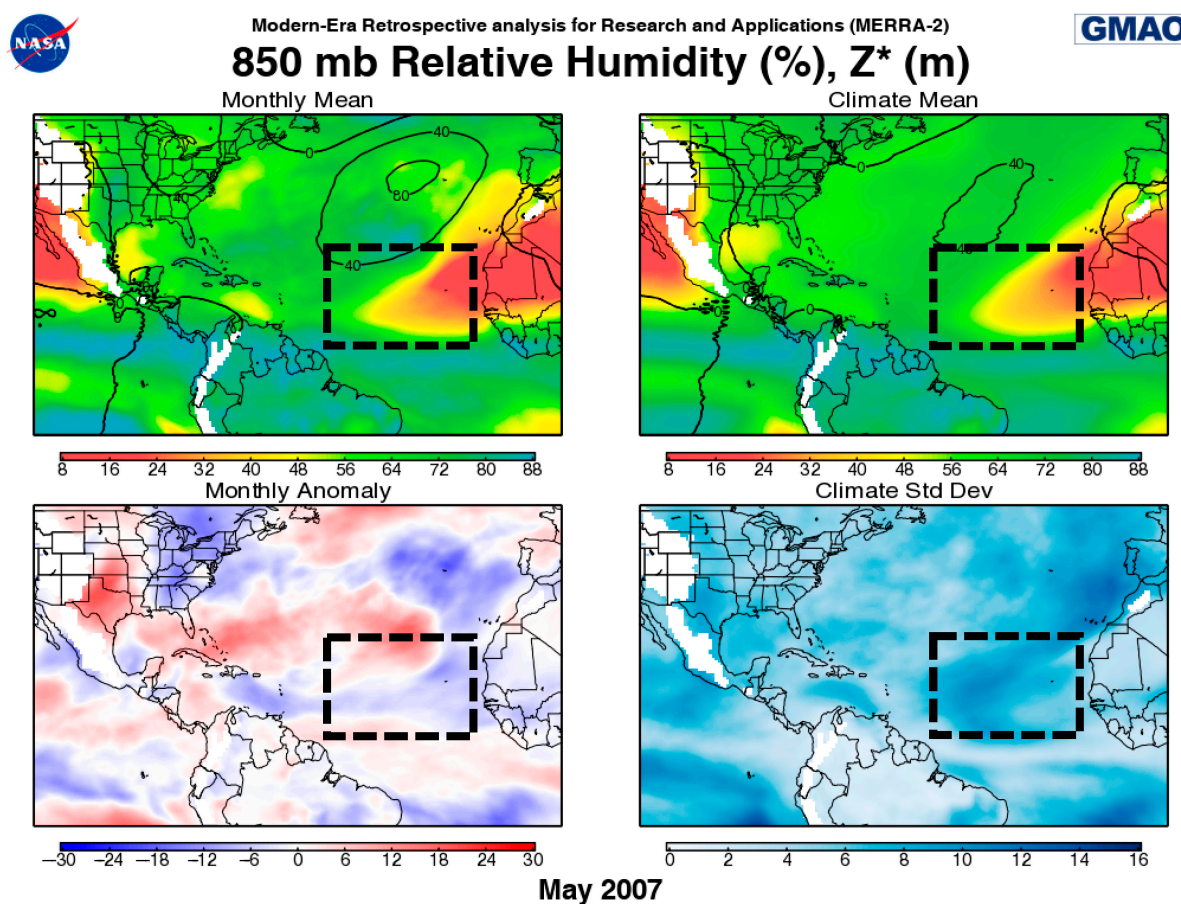 NASA
Modern-Era Retrospective analysis for Research and Applications (MERRA-2)
GMAO
850 mb Relative Humidity (%), Z* (m)
Monthly Mean
Climate Mean
40
0
80
40
40
0
0
40
40
0
0
8 16 24 32 40 48 56 64 72 80 88
8 16 24 32 40 48 56 64 72 80 88
Monthly Anomaly
Climate Std Dev
−30 −24 −18 −12 −6 0 6 12 18 24 30
0 2 4 6 8 10 12 14 16
May 2007